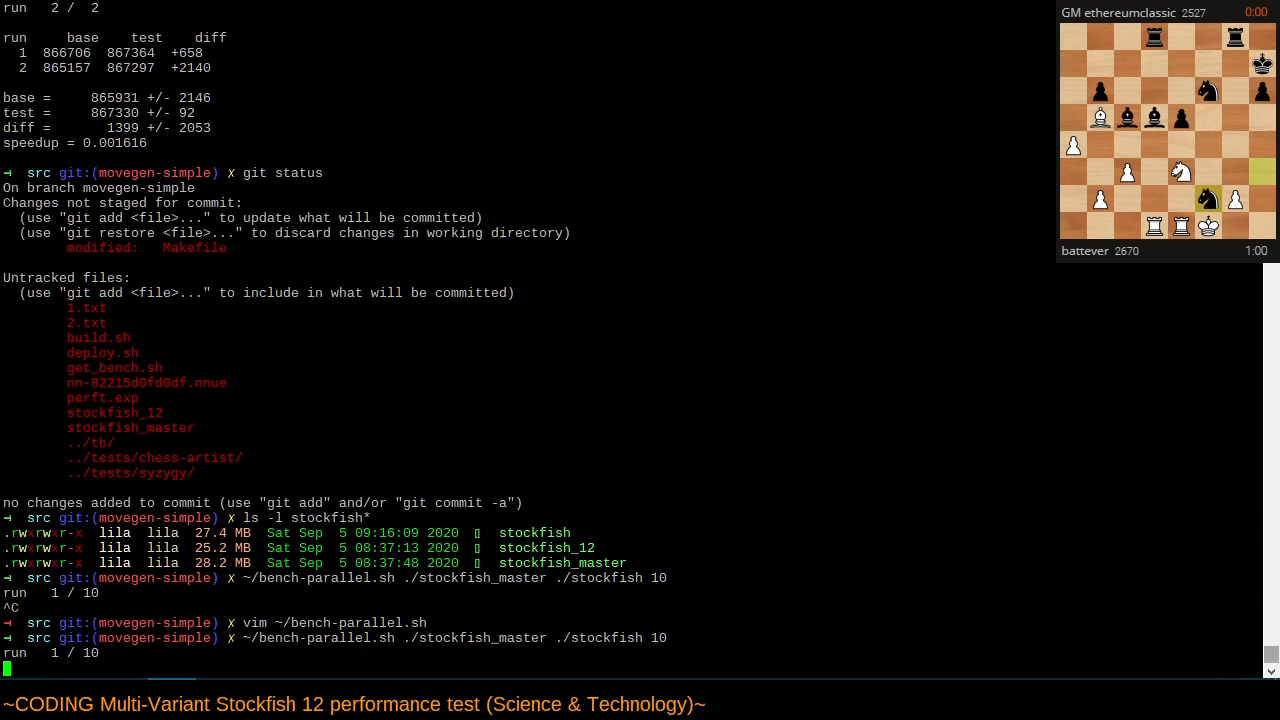 run   2 /  2
run     base    test     diff
  1  866706  867364  +658
  2  865157  867297  +2140
base =     865931 +/- 2146
test =     867330 +/- 92
diff =       1399 +/- 2053
speedup = 0.001616
src git:(movegen-simple) ✗ git status
On branch movegen-simple
Changes not staged for commit:
  (use "git add <file>..." to update what will be committed)
  (use "git restore <file>..." to discard changes in working directory)
        modified:   Makefile
Untracked files:
  (use "git add <file>..." to include in what will be committed)
        1.txt
        2.txt
        build.sh
        deploy.sh
        get_bench.sh
        nn-82215d0fd0df.nnue
        perft.exp
        stockfish_12
        stockfish_master
        ../tb/
        ../tests/chess-artist/
        ../tests/syzygy/
no changes added to commit (use "git add" and/or "git commit -a")
src git:(movegen-simple) ✗ ls -l stockfish*
.rwxrwxr-x  lila  lila  27.4 MB  Sat Sep  5 09:16:09 2020  ▯  stockfish
.rwxrwxr-x  lila  lila  25.2 MB  Sat Sep  5 08:37:13 2020  ▯  stockfish_12
.rwxrwxr-x  lila  lila  28.2 MB  Sat Sep  5 08:37:48 2020  ▯  stockfish_master
src git:(movegen-simple) ✗ ~/bench-parallel.sh ./stockfish_master ./stockfish 10
run   1 / 10
^C
src git:(movegen-simple) ✗ vim ~/bench-parallel.sh
src git:(movegen-simple) ✗ ~/bench-parallel.sh ./stockfish_master ./stockfish 10
run   1 / 10
GM ethereumclassic 2527 0:00
battever 2670 1:00
~CODING Multi-Variant Stockfish 12 performance test (Science & Technology)~